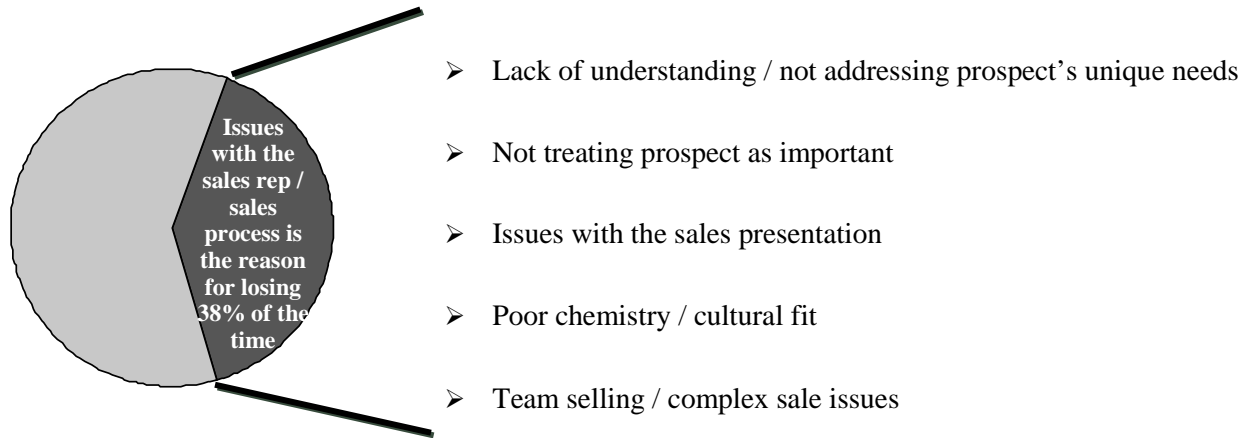 Issues
with the
sales rep /
sales
process is
the reason
for losing
38% of the
time
➢ Lack of understanding / not addressing prospect’s unique needs
➢ Not treating prospect as important
➢ Issues with the sales presentation
➢ Poor chemistry / cultural fit
➢ Team selling / complex sale issues